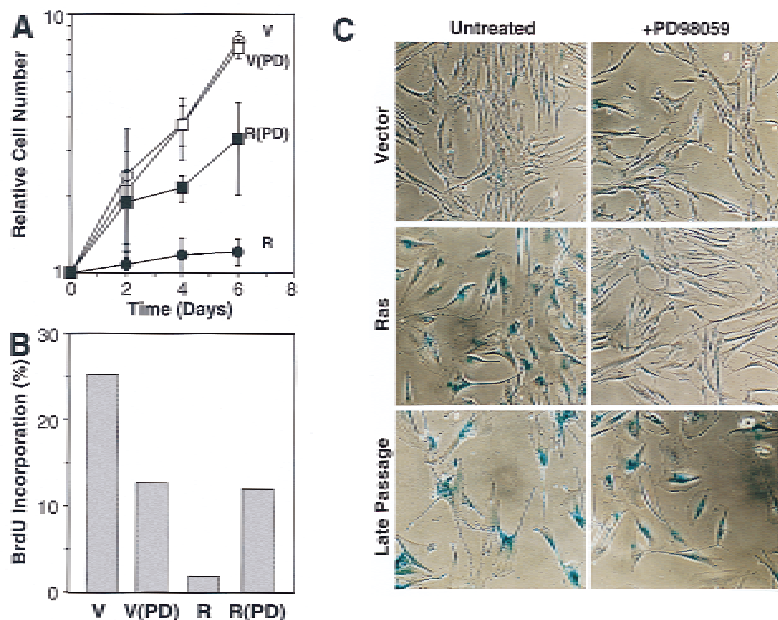 A
Relative Cell Number
10
1
0
2
4
6
8
Time (Days)
V
V(PD)
R(PD)
R
B
BrdU Incorporation (%)
30
20
10
0
V
V(PD)
R
R(PD)
C
Untreated
+PD98059
Vector
Ras
Late Passage